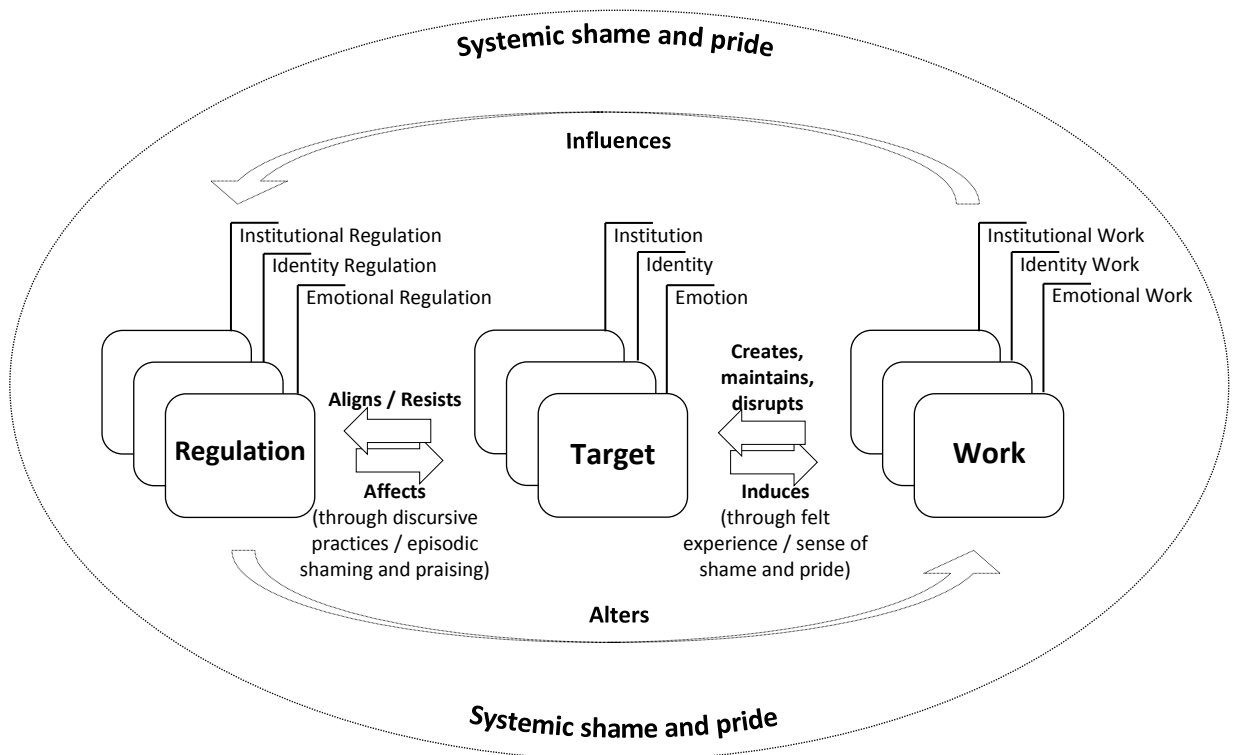 Systemic shame and pride
Influences
Institutional Regulation
Identity Regulation
Emotional Regulation
Institution
Identity
Emotion
Institutional Work
Identity Work
Emotional Work
Regulation
Aligns / Resists
Affects
(through discursive
practices / episodic
shaming and praising)
Target
Creates,
maintains,
disrupts
Induces
(through felt
experience / sense of
shame and pride)
Work
Alters
Systemic shame and pride